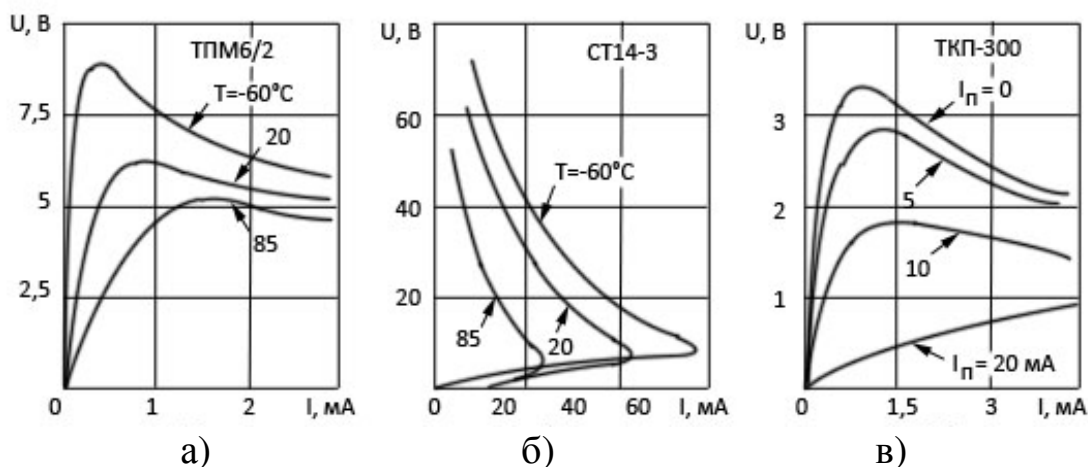 U, В
ТПМ6/2
T=-60°C
7,5
20
5
85
2,5
0 1 2 I, мА
а)
U, В
СТ14-3
60
T=-60°C
40
20
85
20
0 20 40 60 I, мА
б)
U, В
ТКП-300
Iп = 0
3
2
5
10
1
Iп = 20 мА
0 1,5 3 I, мА
в)